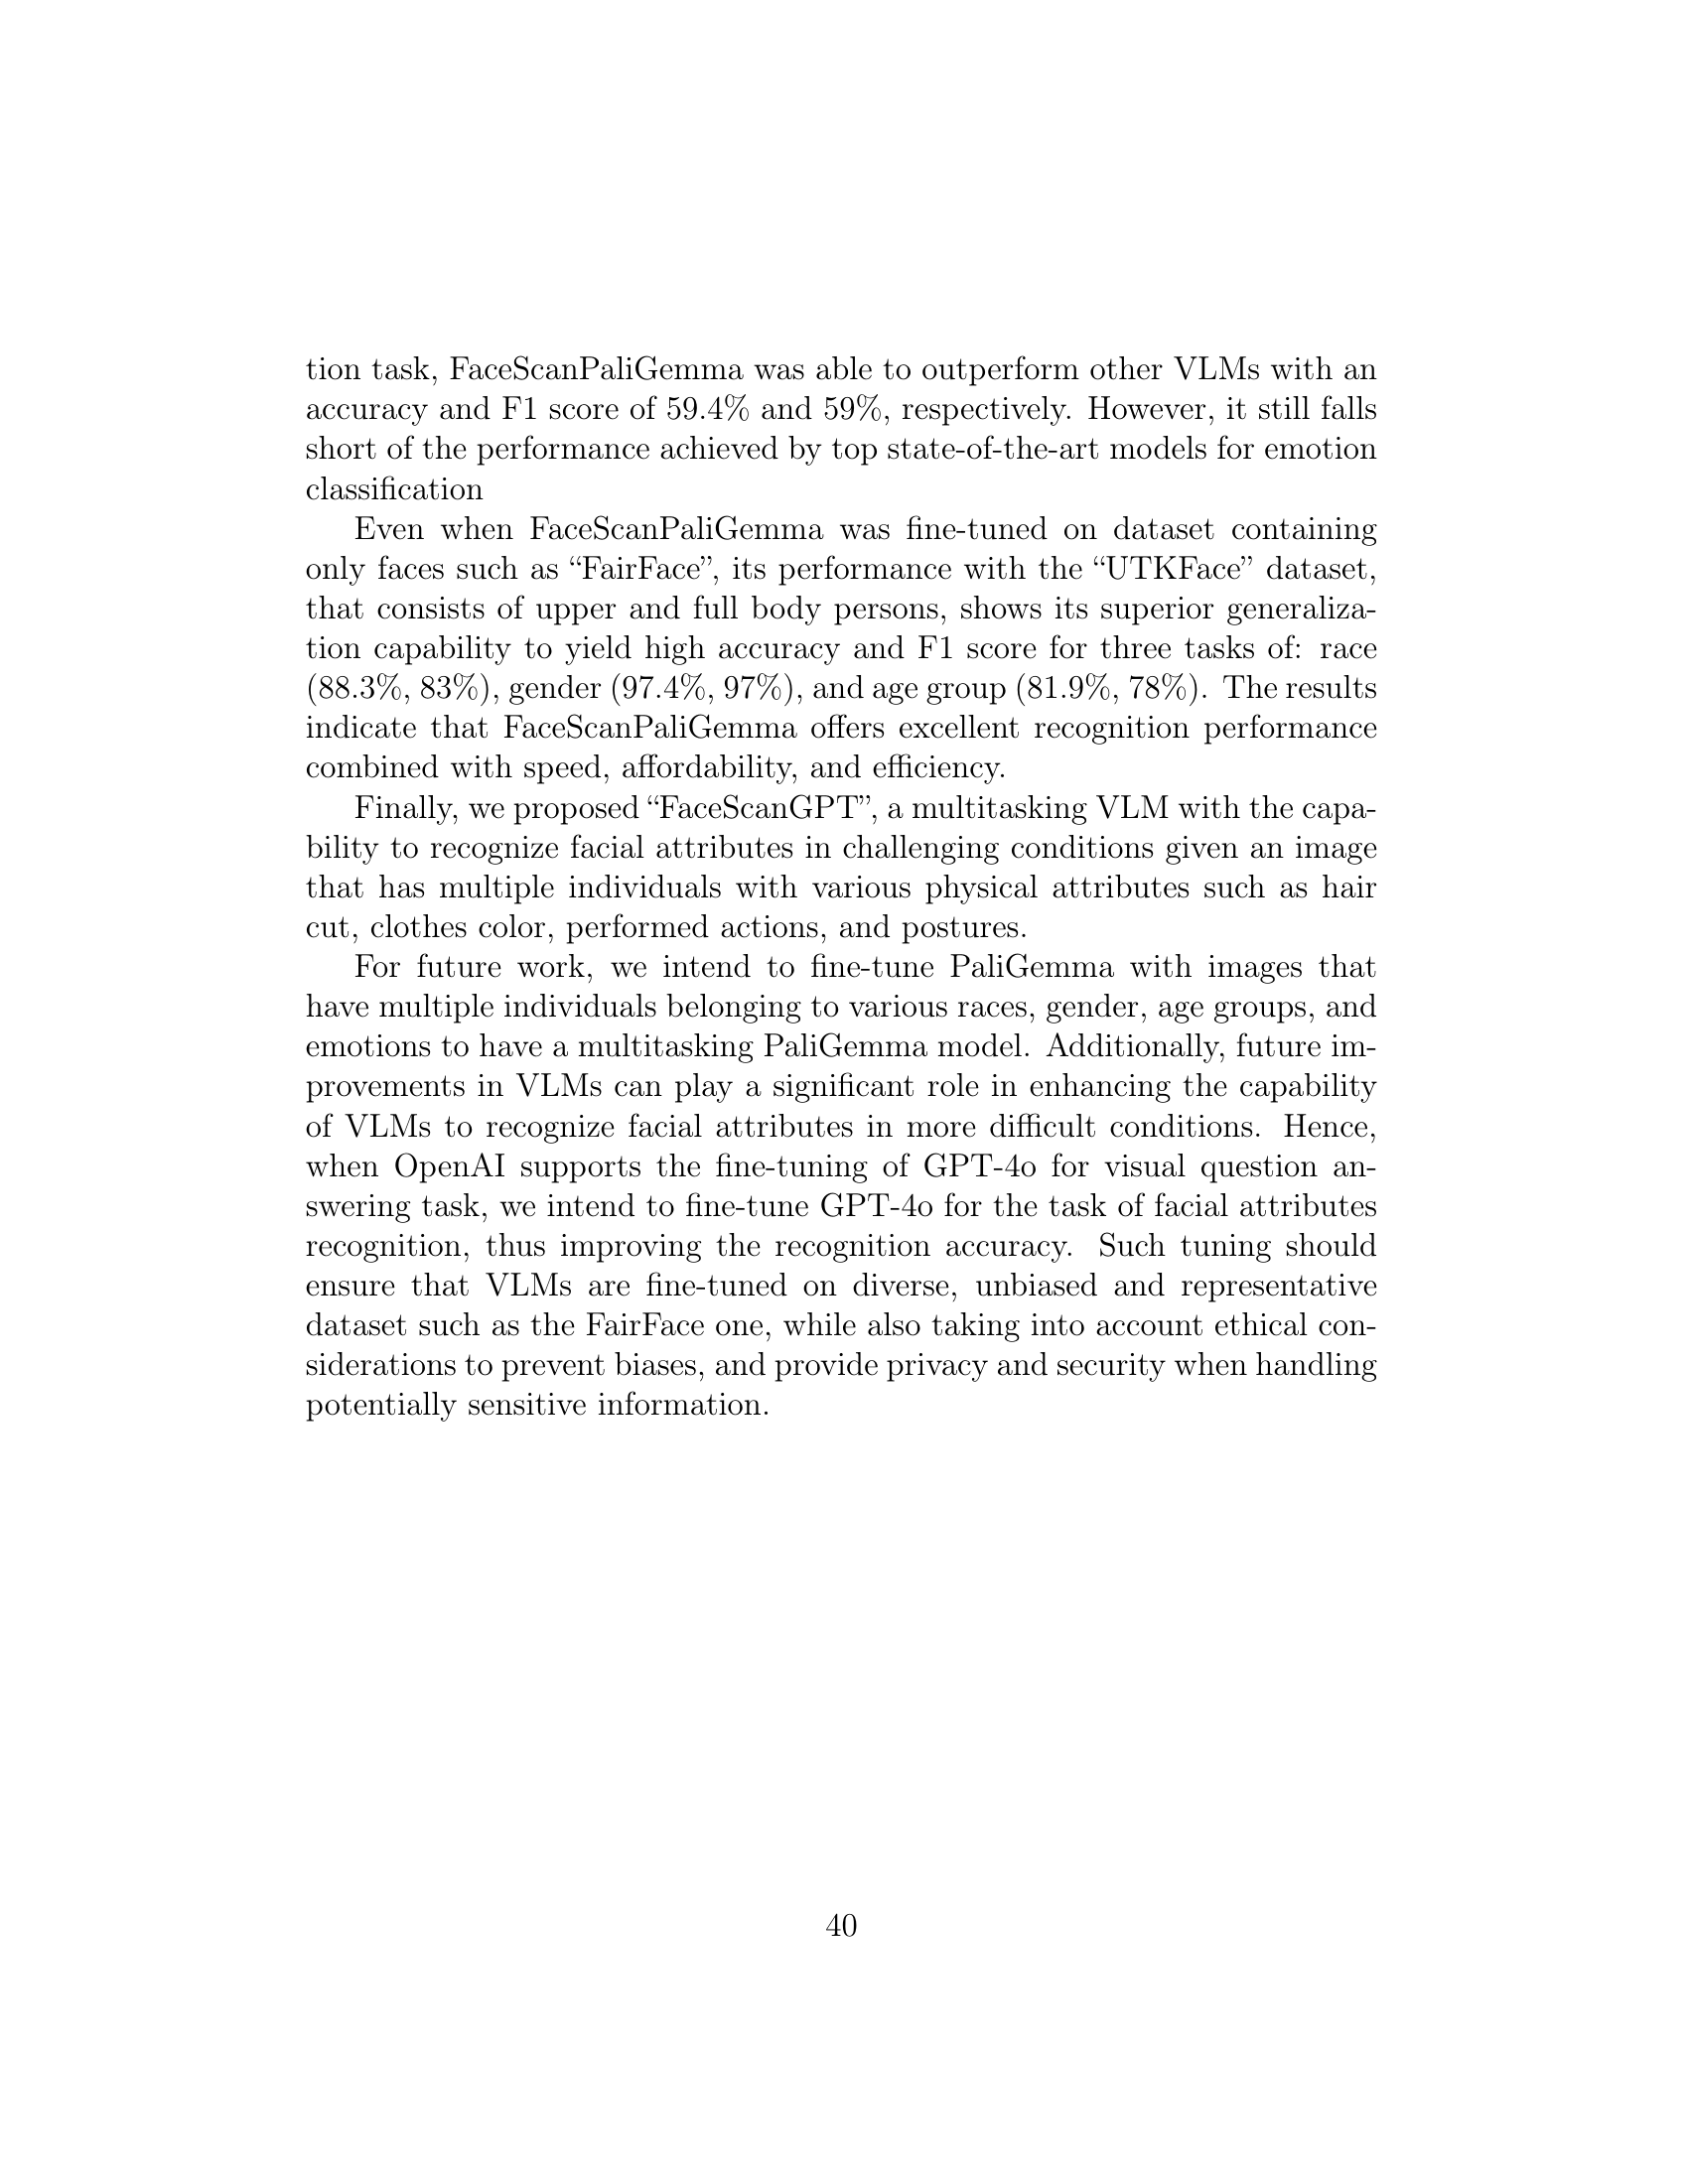 tion task, FaceScanPaliGemma was able to outperform other VLMs with an
accuracy and F1 score of 59.4% and 59%, respectively. However, it still falls
short of the performance achieved by top state-of-the-art models for emotion
classification
Even when FaceScanPaliGemma was fine-tuned on dataset containing
only faces such as “FairFace”, its performance with the “UTKFace” dataset,
that consists of upper and full body persons, shows its superior generaliza-
tion capability to yield high accuracy and F1 score for three tasks of: race
(88.3%, 83%), gender (97.4%, 97%), and age group (81.9%, 78%). The results
indicate that FaceScanPaliGemma offers excellent recognition performance
combined with speed, affordability, and efficiency.
Finally, we proposed “FaceScanGPT”, a multitasking VLM with the capa-
bility to recognize facial attributes in challenging conditions given an image
that has multiple individuals with various physical attributes such as hair
cut, clothes color, performed actions, and postures.
For future work, we intend to fine-tune PaliGemma with images that
have multiple individuals belonging to various races, gender, age groups, and
emotions to have a multitasking PaliGemma model. Additionally, future im-
provements in VLMs can play a significant role in enhancing the capability
of VLMs to recognize facial attributes in more difficult conditions. Hence,
when OpenAI supports the fine-tuning of GPT-4o for visual question an-
swering task, we intend to fine-tune GPT-4o for the task of facial attributes
recognition, thus improving the recognition accuracy. Such tuning should
ensure that VLMs are fine-tuned on diverse, unbiased and representative
dataset such as the FairFace one, while also taking into account ethical con-
siderations to prevent biases, and provide privacy and security when handling
potentially sensitive information.
40